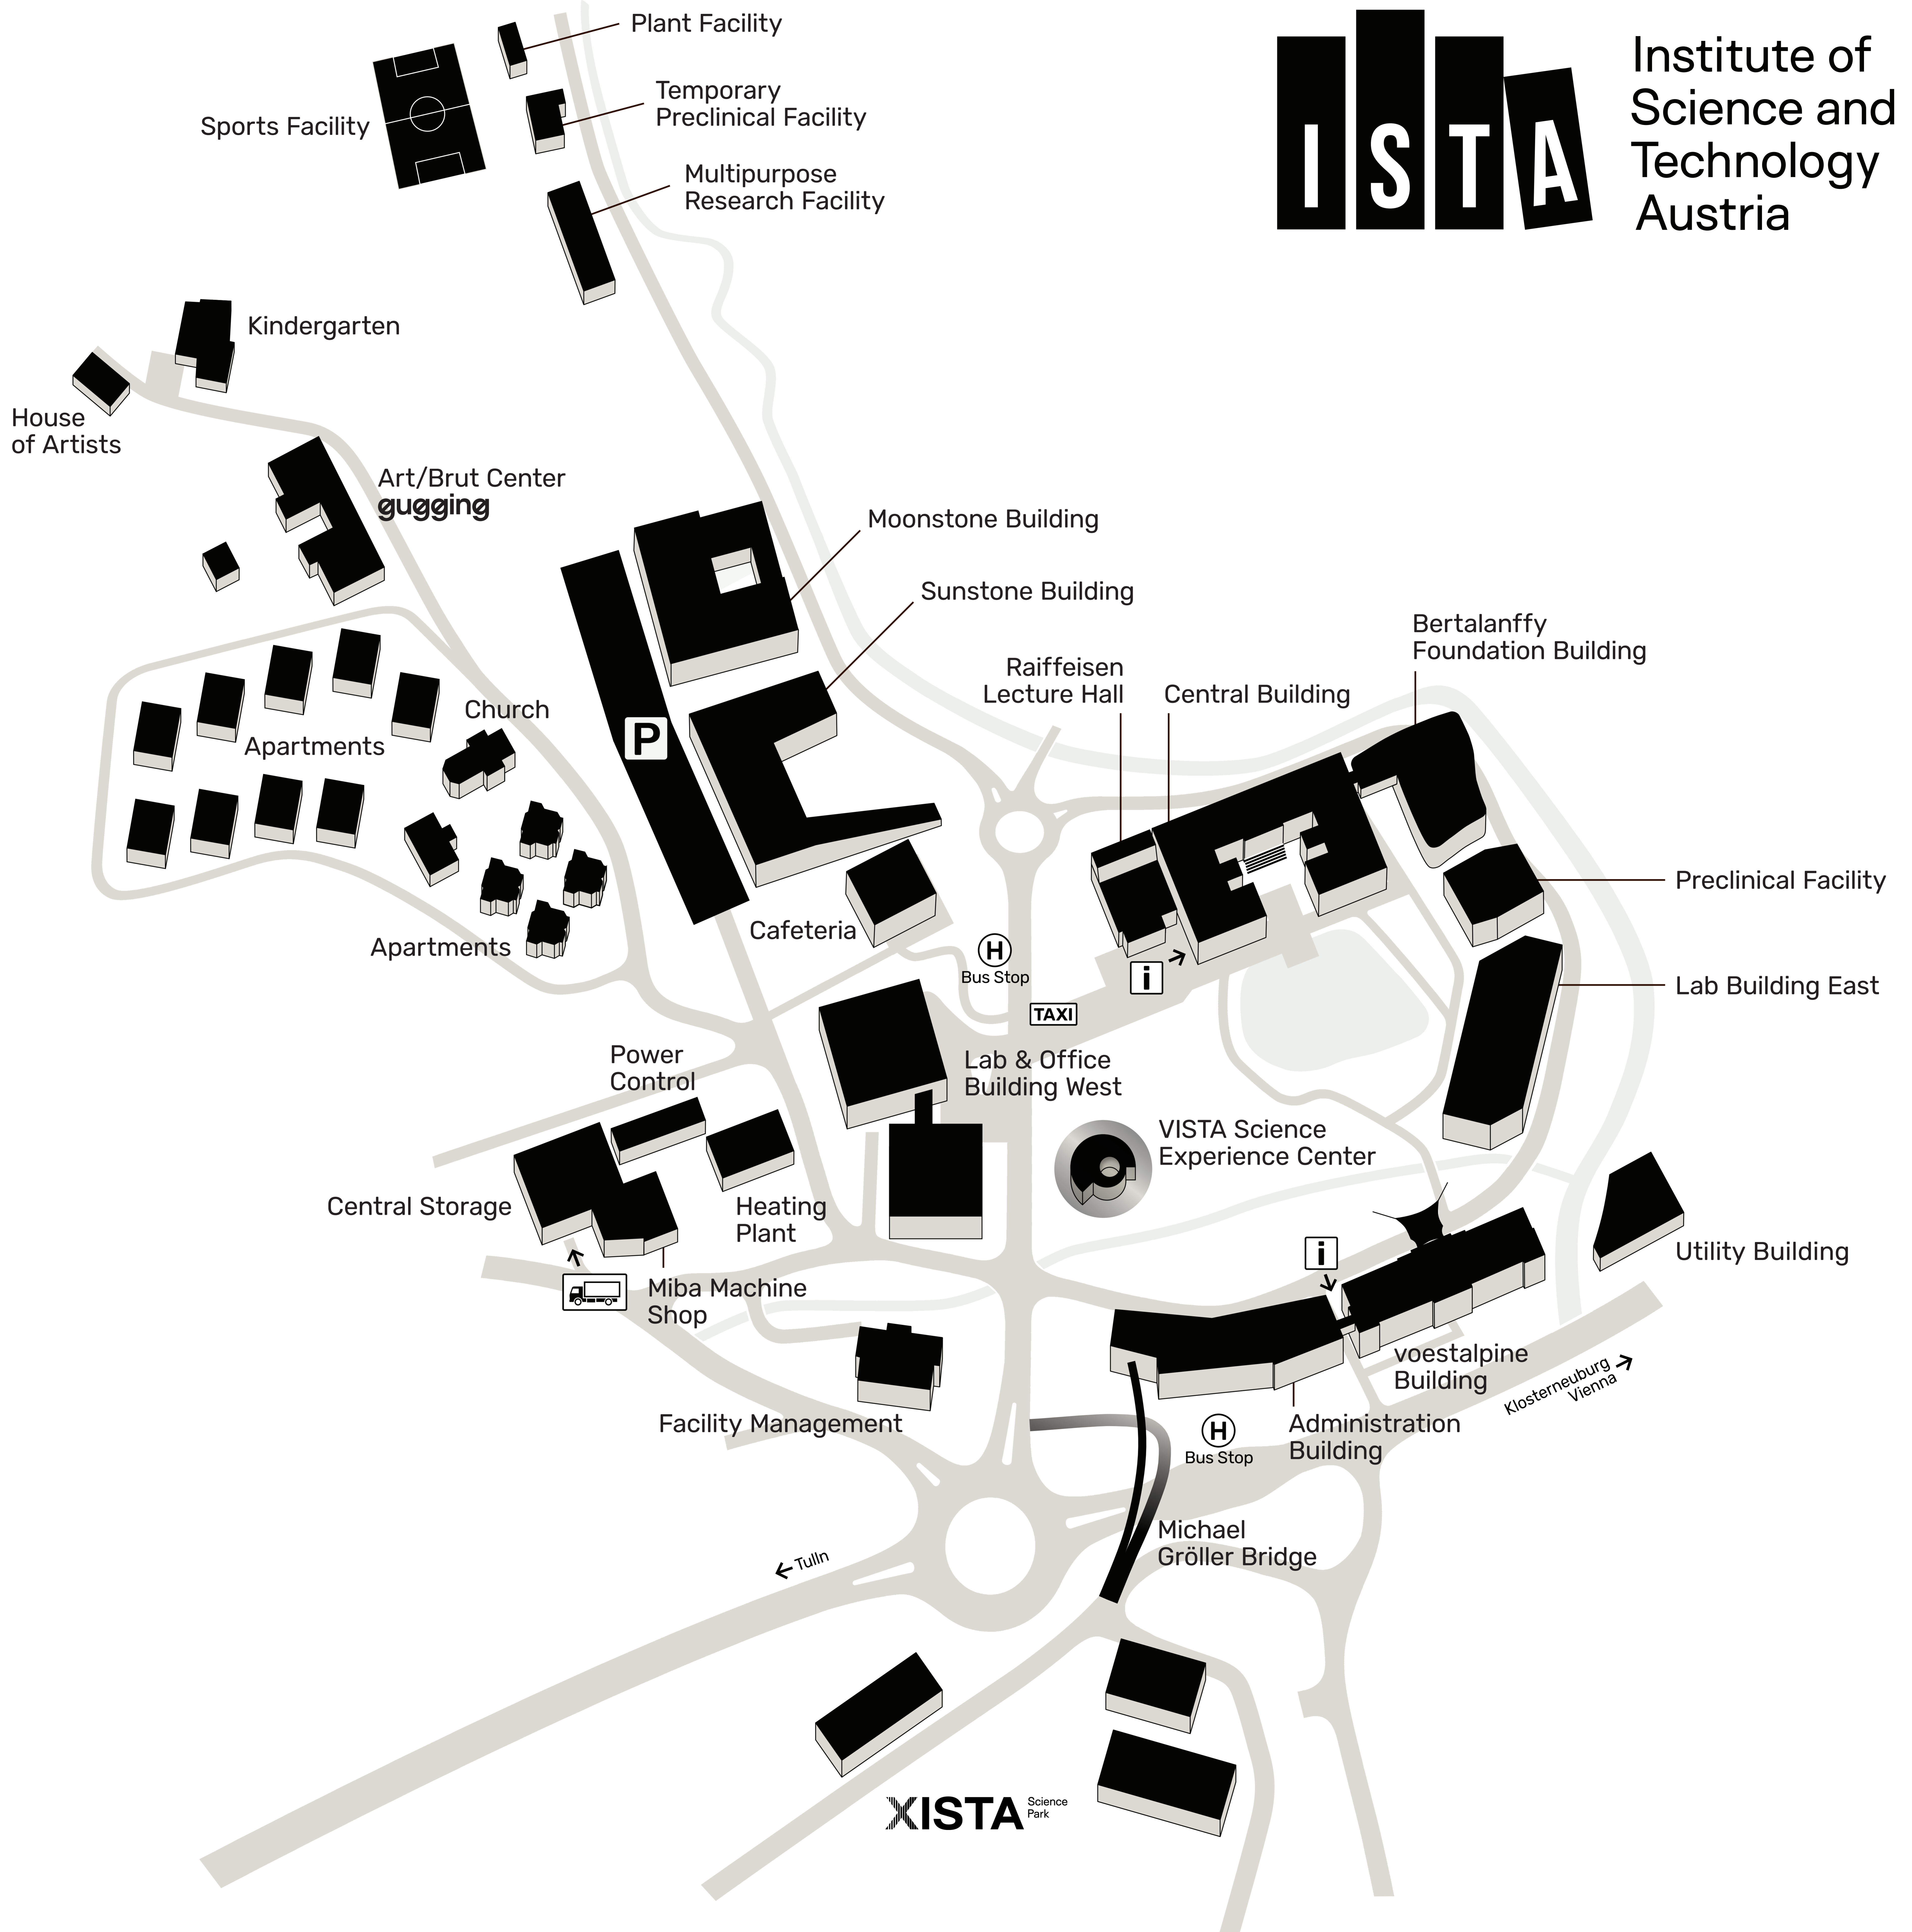 Plant Facility
Temporary
Preclinical Facility
Sports Facility
Multipurpose
Research Facility
ISTA
Institute of
Science and
Technology
Austria
Kindergarten
House
of Artists
Art/Brut Center
gugging
Moonstone Building
Sunstone Building
Bertalanffy
Foundation Building
Raiffeisen
Lecture Hall
Central Building
Church
Apartments
P
Preclinical Facility
Cafeteria
Apartments
H
Bus Stop
i
Lab Building East
TAXI
Power
Control
Lab & Office
Building West
VISTA Science
Experience Center
Central Storage
Heating
Plant
i
Utility Building
Miba Machine
Shop
voestalpine
Building
Klosterneuburg
Vienna
Facility Management
H
Bus Stop
Administration
Building
Michael
Gröller Bridge
Tulln
XISTA
Science
Park